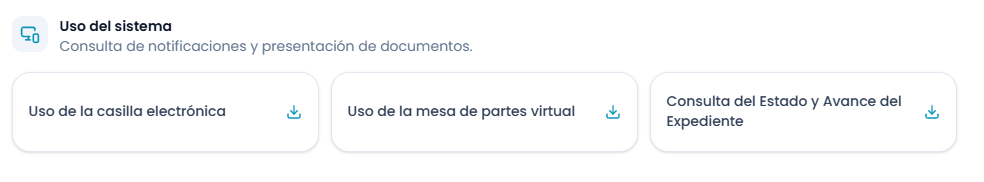 Uso del sistema
Consulta de notificaciones y presentación de documentos.
Uso de la casilla electrónica
Uso de la mesa de partes virtual
Consulta del Estado y Avance del
Expediente